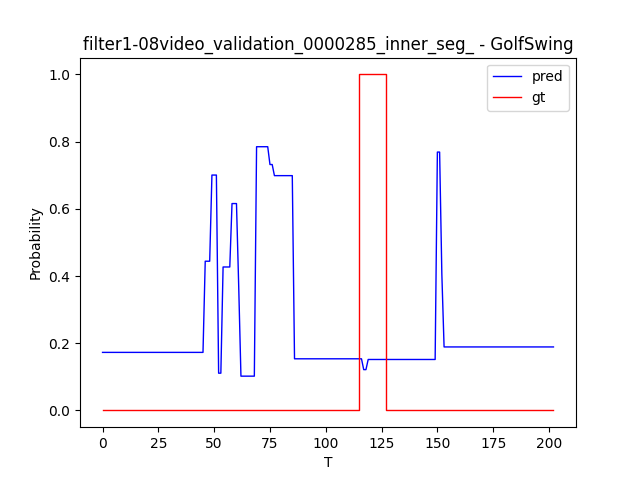 filter1-08video_validation_0000285_inner_seg_ - GolfSwing
pred
gt
1.0
0.8
0.6
0.4
0.2
0.0
Probability
0 25 50 75 100 125 150 175 200
T